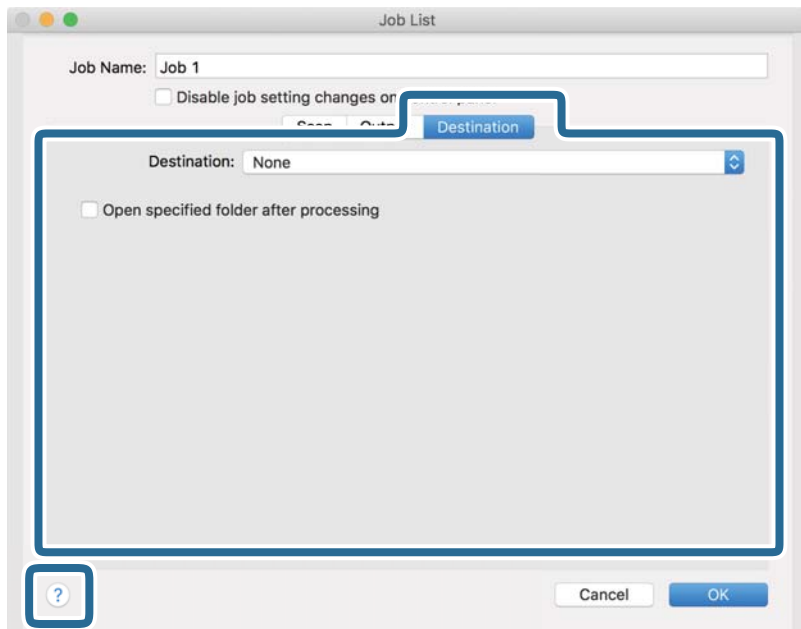 Job List
Job Name: Job 1
Disable job setting changes on
Destination
Destination: None
Open specified folder after processing
? Cancel OK